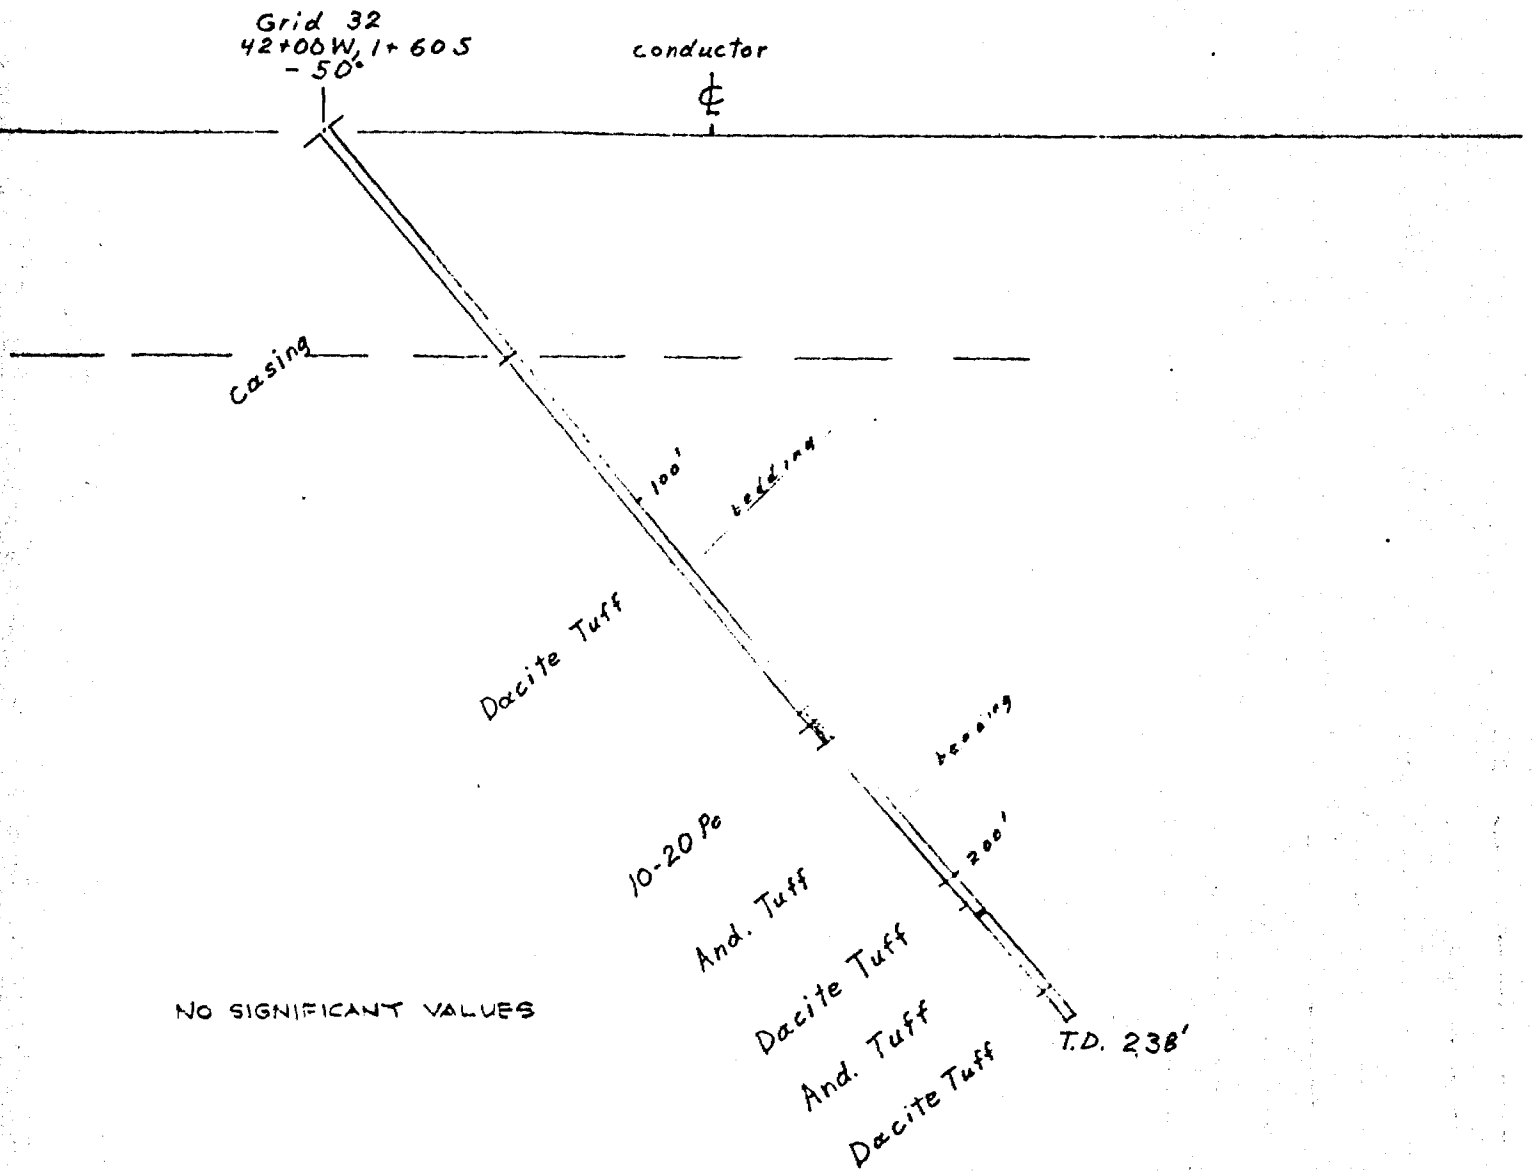 Grid 32
42+00W, 1+60S
- 50°
conductor
℄
Casing
100'
bedding
Dacite Tuff
bedding
200'
10-20 Po
And. Tuff
Dacite Tuff
And. Tuff
Dacite Tuff
NO SIGNIFICANT VALUES
T.D. 238'